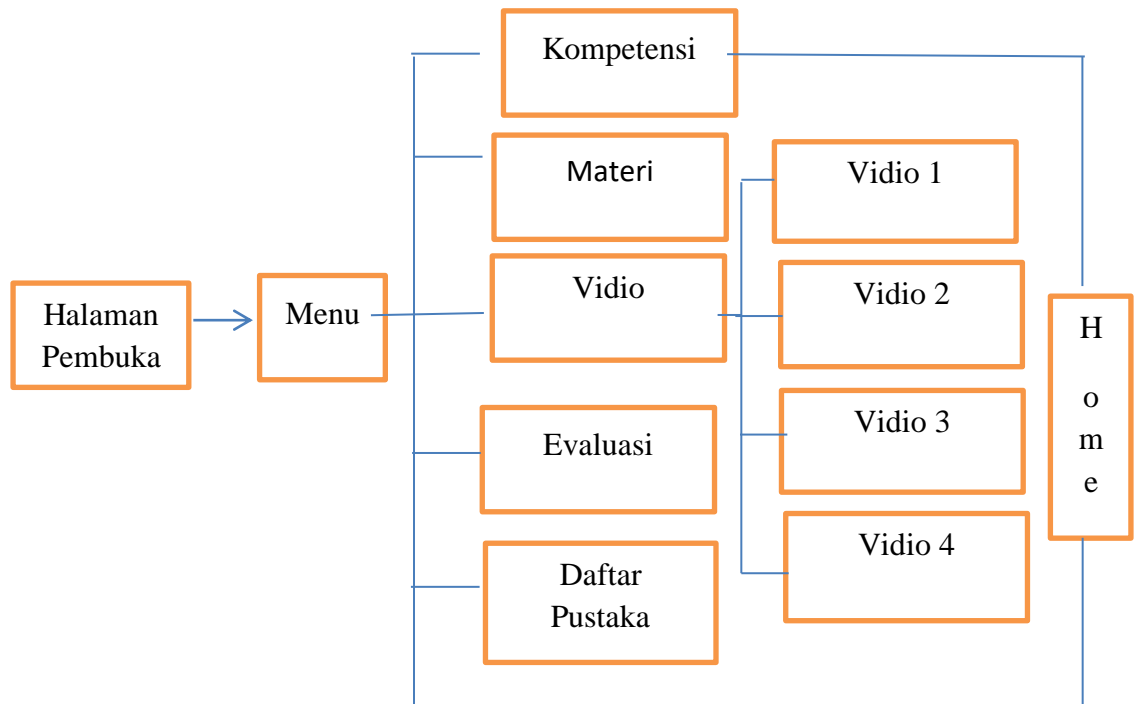 Kompetensi
Materi
Vidio 1
Vidio
Vidio 2
Halaman
Pembuka
Menu
H
o
m
e
Vidio 3
Evaluasi
Vidio 4
Daftar
Pustaka